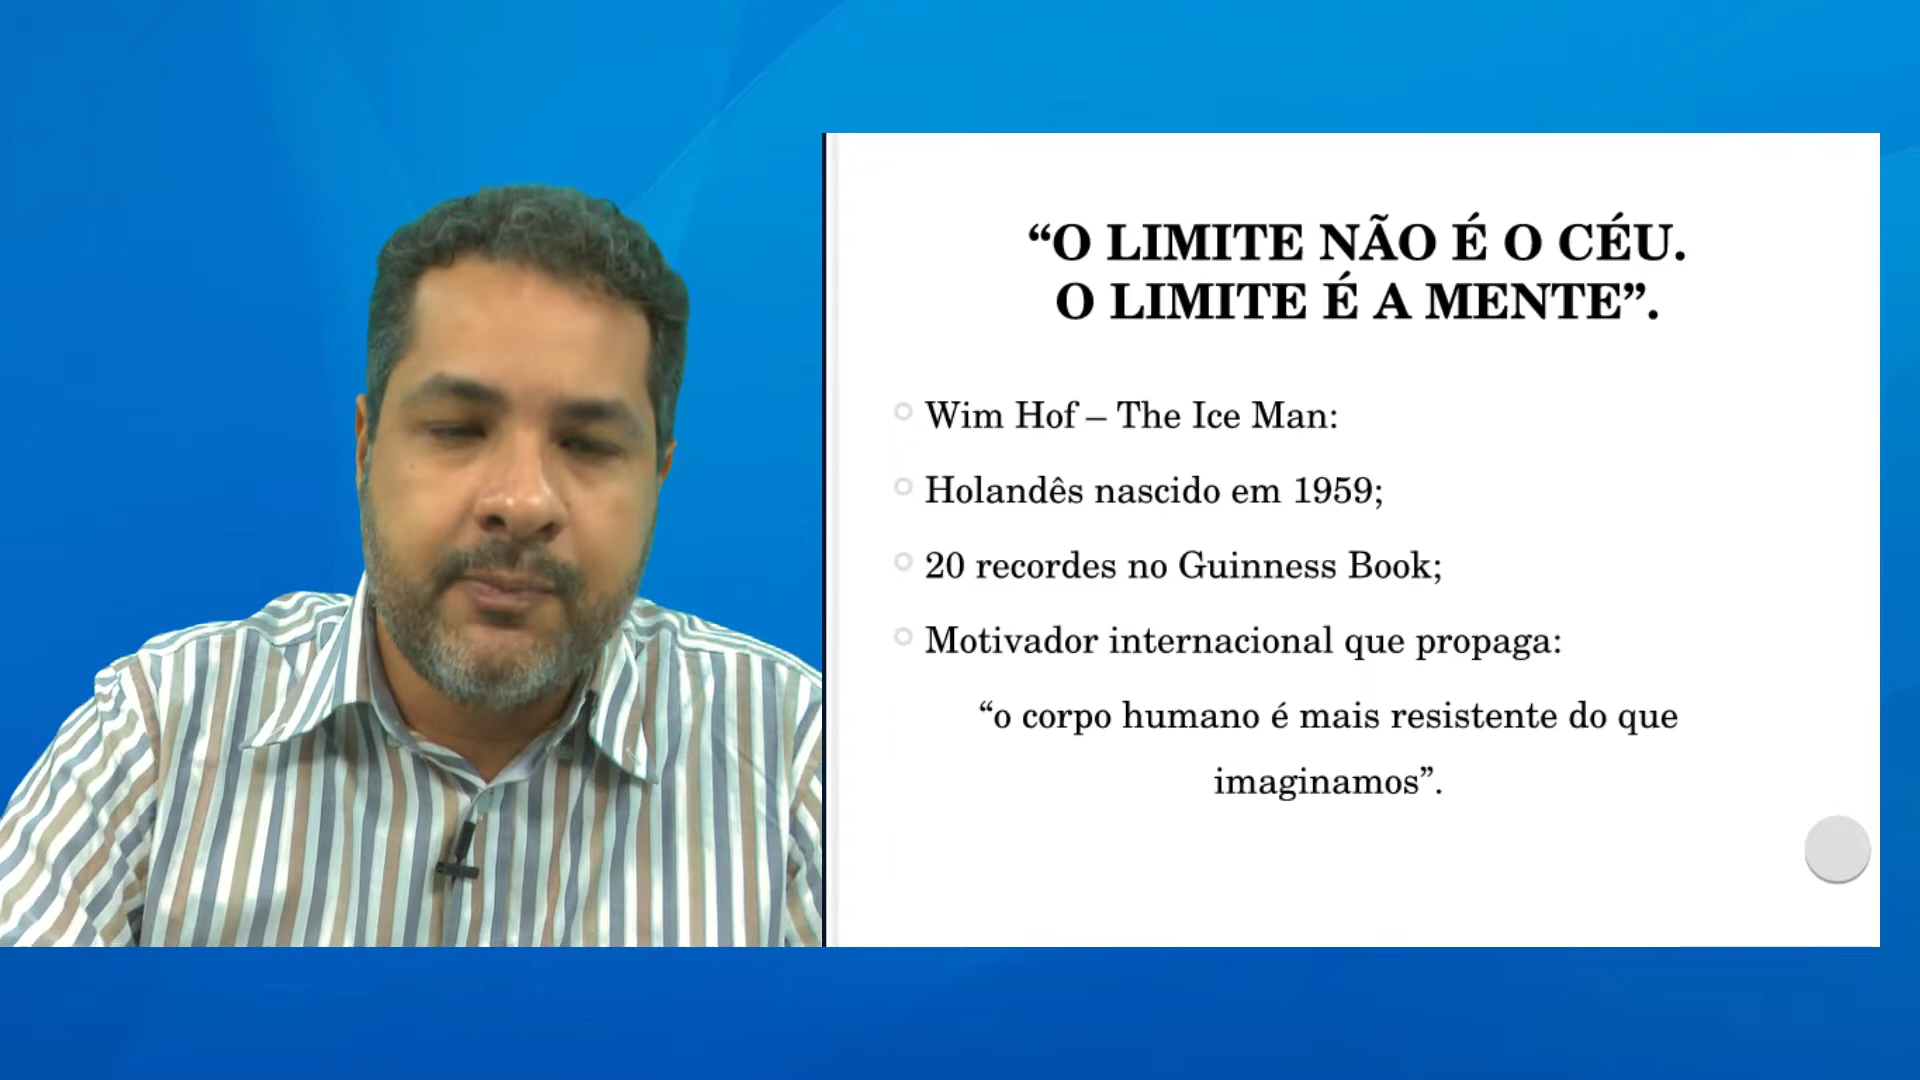 “O LIMITE NÃO É O CÉU.
O LIMITE É A MENTE”.
Wim Hof – The Ice Man:
Holandês nascido em 1959;
20 recordes no Guinness Book;
Motivador internacional que propaga:
“o corpo humano é mais resistente do que
imaginamos”.